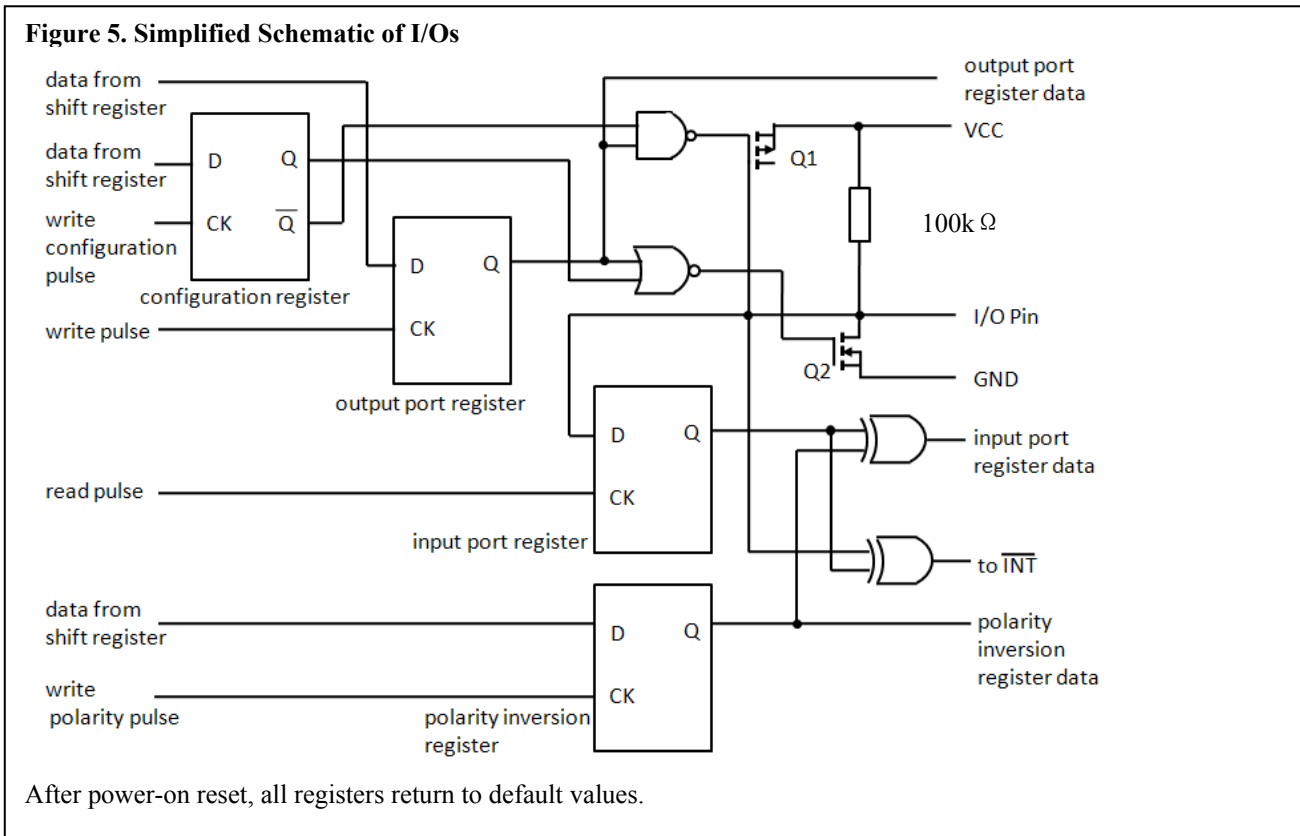 Figure 5. Simplified Schematic of I/Os
data from
shift register
data from
shift register
write
configuration
pulse
D
Q
CK
Q
configuration register
write pulse
D
Q
CK
output port register
output port
register data
VCC
Q1
100k Ω
I/O Pin
Q2
GND
D
Q
CK
read pulse
input port register
input port
register data
to INT
data from
shift register
write
polarity pulse
D
Q
CK
polarity inversion
register
polarity
inversion
register data
After power-on reset, all registers return to default values.